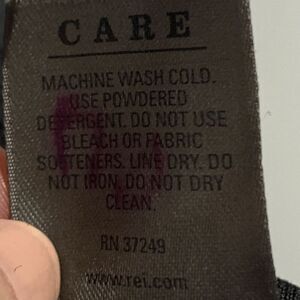 CARE
MACHINE WASH COLD.
USE POWDERED
DETERGENT. DO NOT USE
BLEACH OR FABRIC
SOFTENERS. LINE DRY. DO
NOT IRON. DO NOT DRY
CLEAN.
RN 37249
www.rei.com